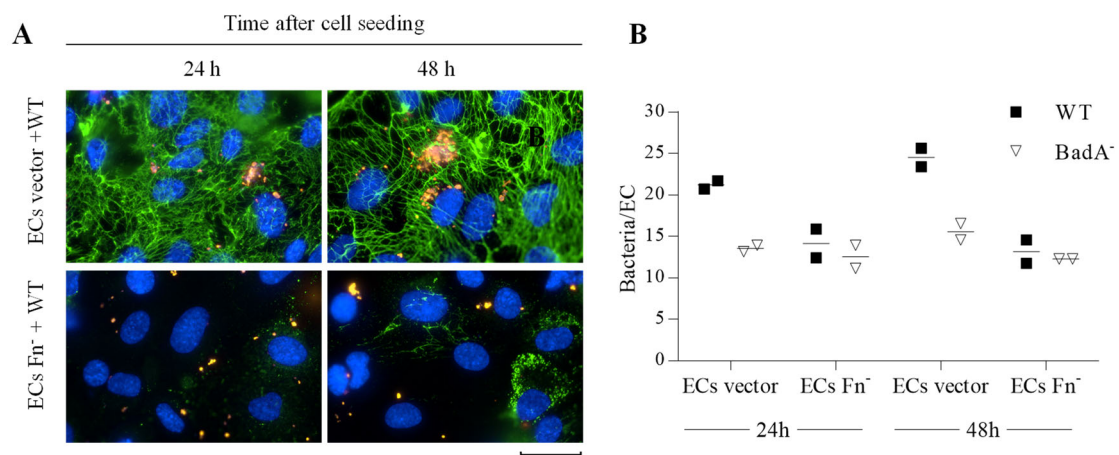 A
Time after cell seeding
24 h
48 h
ECs vector +WT
ECs Fn⁻ + WT
B
B
WT
BadA⁻
Bacteria/EC
30
25
20
15
10
5
0
ECs vector
ECs Fn⁻
ECs vector
ECs Fn⁻
24h
48h